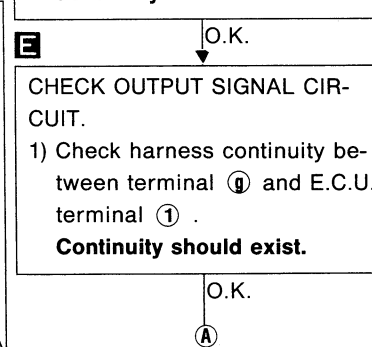 O.K.
E
CHECK OUTPUT SIGNAL CIR-
CUIT.
1) Check harness continuity be-
tween terminal ⓖ and E.C.U.
terminal ① .
Continuity should exist.
O.K.
Ⓐ